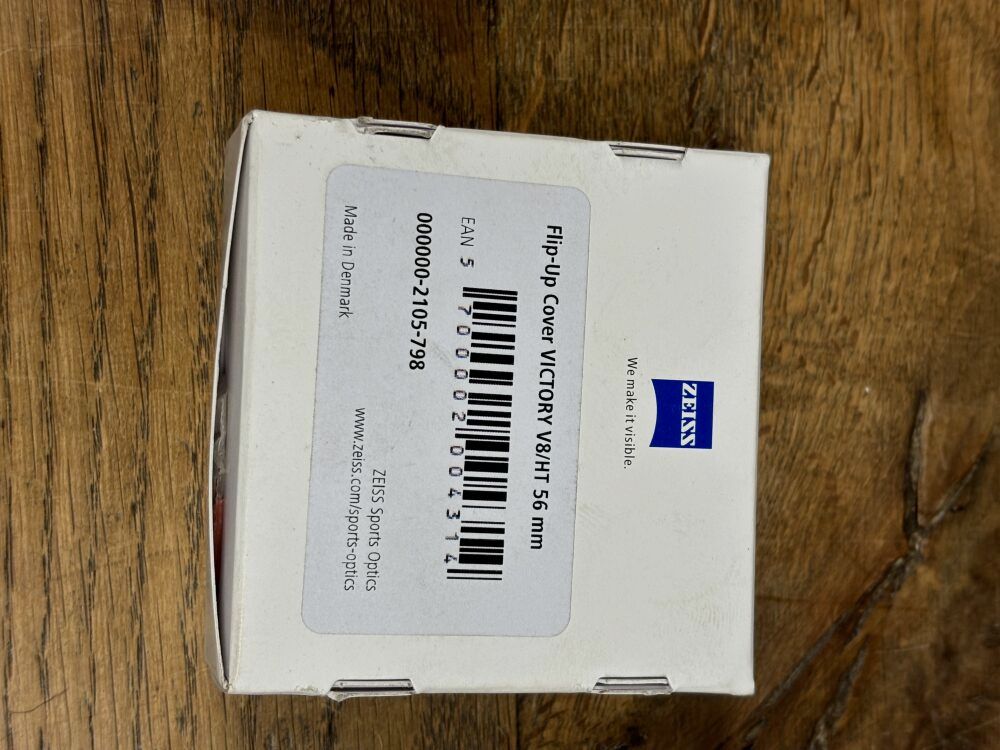 ZEISS
We make it visible.
Flip-Up Cover VICTORY V8/HT 56 mm
EAN 5 700002 004314
000000-2105-798
ZEISS Sports Optics
Made in Denmark www.zeiss.com/sports-optics